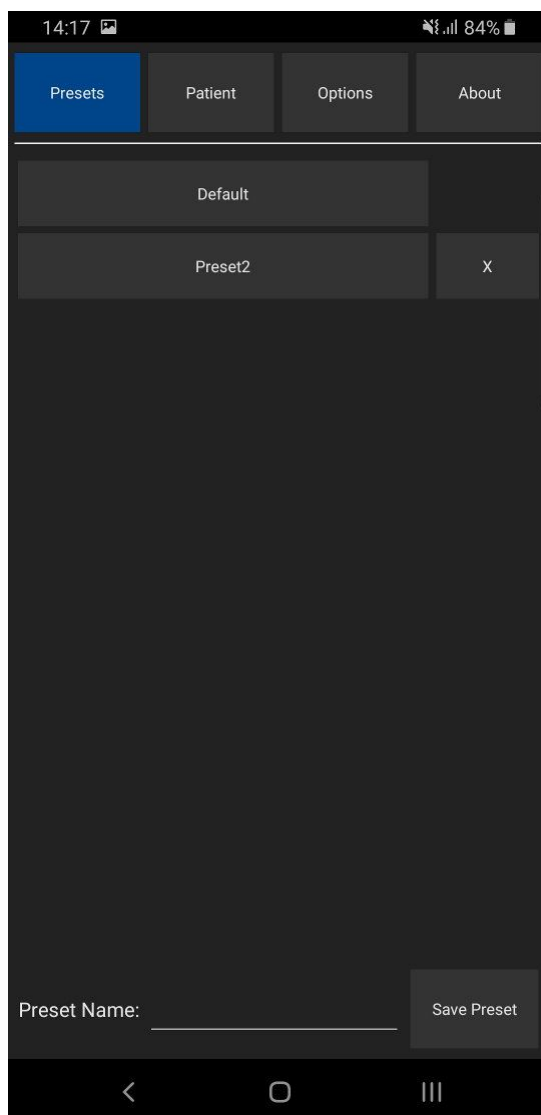 14:17 84%
Presets Patient Options About
Default
Preset2 X
Preset Name: Save Preset